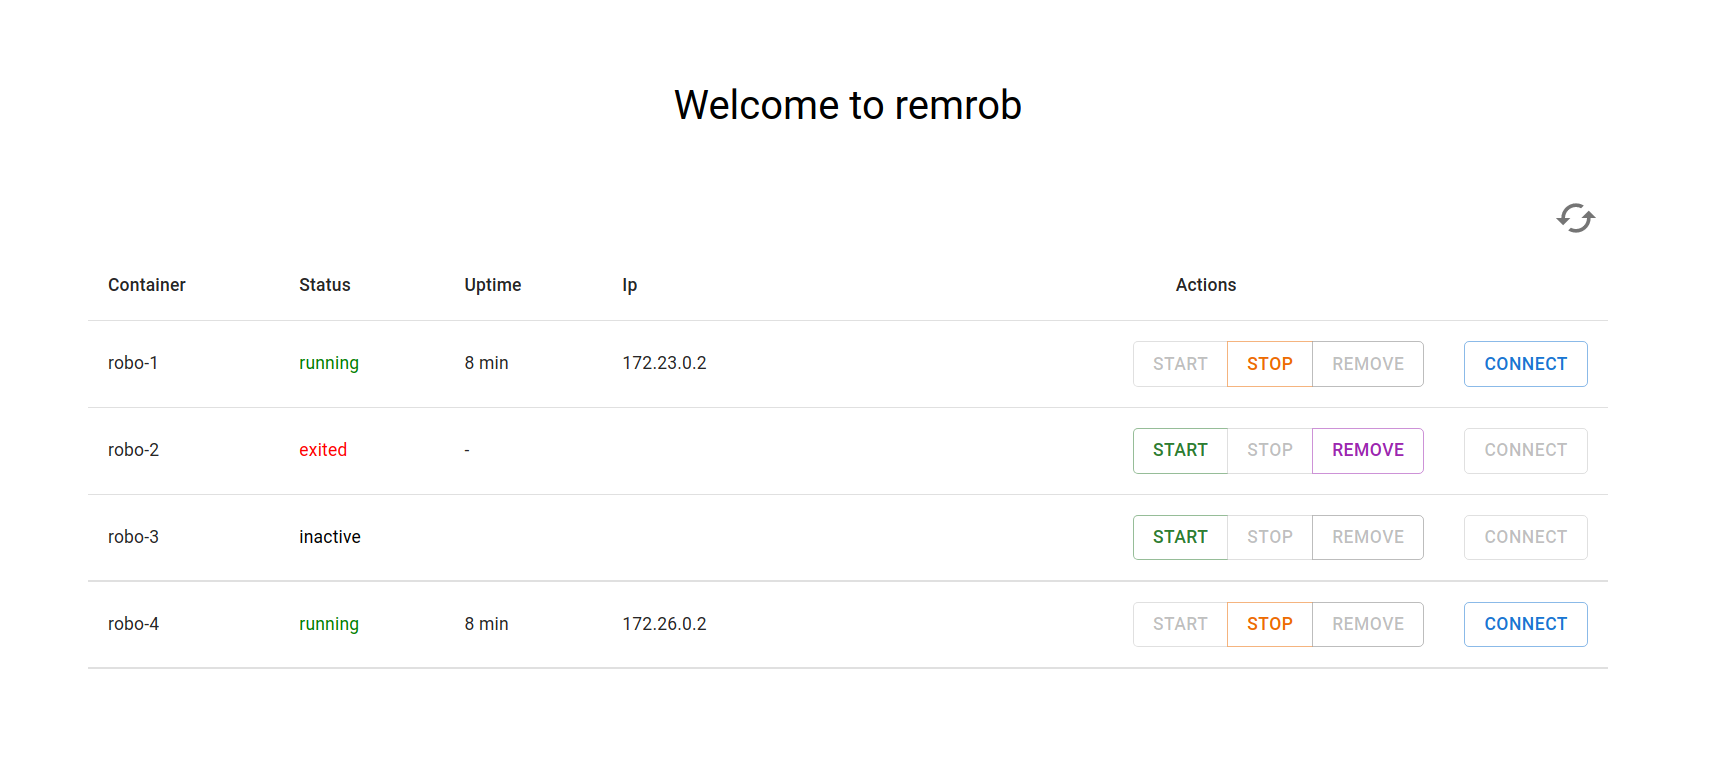 Welcome to remrob
Container Status Uptime Ip Actions
robo-1 running 8 min 172.23.0.2 START STOP REMOVE CONNECT
robo-2 exited - START STOP REMOVE CONNECT
robo-3 inactive START STOP REMOVE CONNECT
robo-4 running 8 min 172.26.0.2 START STOP REMOVE CONNECT